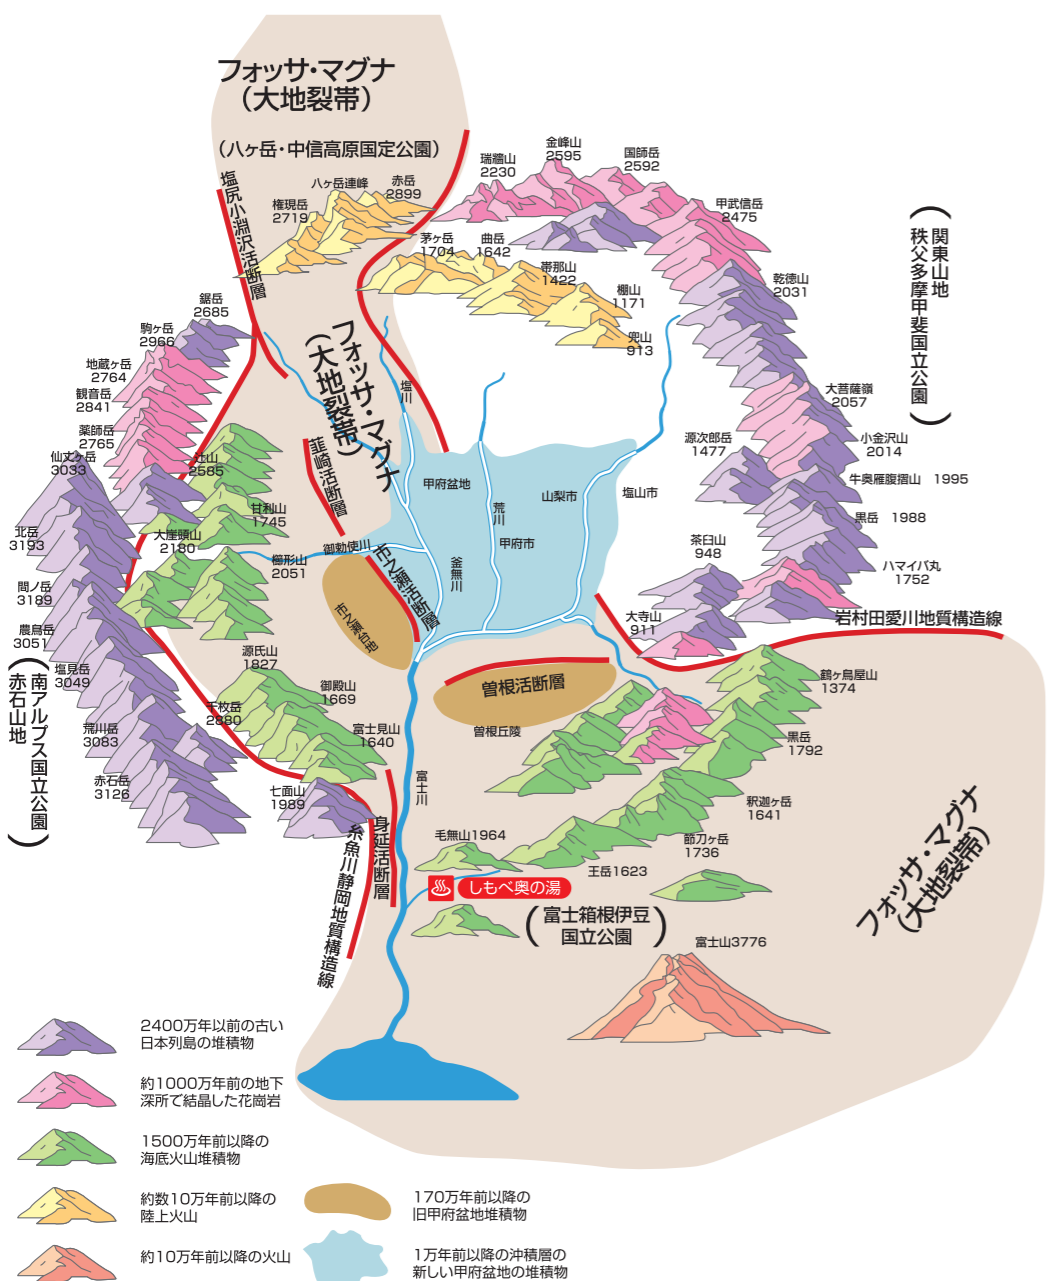 フォッサ・マグナ
（大地裂帯）
（八ヶ岳・中信高原国定公園）
塩尻小淵沢活断層
八ヶ岳連峰
赤岳
2899
権現岳
2719
瑞牆山
2230
金峰山
2595
国師岳
2592
甲武信岳
2475
茅ヶ岳
1704
曲岳
1642
帯那山
1422
棚山
1171
兜山
913
乾徳山
2031
関東山地
（秩父多摩甲斐国立公園）
鋸岳
2685
駒ヶ岳
2966
地蔵ヶ岳
2764
観音岳
2841
薬師岳
2765
仙丈ヶ岳
3033
辻山
2585
甘利山
1745
大崖頭山
2180
櫛形山
2051
北岳
3193
間ノ岳
3189
農鳥岳
3051
塩見岳
3049
荒川岳
3083
赤石岳
3126
千枚岳
2880
七面山
1989
源氏山
1827
御殿山
1669
富士見山
1640
（南アルプス国立公園
赤石山地）
フォッサ・マグナ
（大地裂帯）
塩川
韮崎活断層
御勅使川
市之瀬活断層
市之瀬台地
甲府盆地
荒川
甲府市
釜無川
山梨市
塩山市
大菩薩嶺
2057
源次郎岳
1477
小金沢山
2014
牛奥雁腹摺山 1995
黒岳 1988
茶臼山
948
ハマイバ丸
1752
大寺山
911
岩村田愛川地質構造線
曽根活断層
曽根丘陵
鶴ヶ鳥屋山
1374
黒岳
1792
釈迦ヶ岳
1641
節刀ヶ岳
1736
王岳1623
毛無山1964
富士川
身延活断層
糸魚川静岡地質構造線
しもべ奥の湯
（富士箱根伊豆
国立公園）
富士山3776
フォッサ・マグナ
（大地裂帯）
2400万年以前の古い
日本列島の堆積物
約1000万年前の地下
深所で結晶した花崗岩
1500万年前以降の
海底火山堆積物
約数10万年前以降の
陸上火山
約10万年前以降の火山
170万年前以降の
旧甲府盆地堆積物
1万年前以降の沖積層の
新しい甲府盆地の堆積物